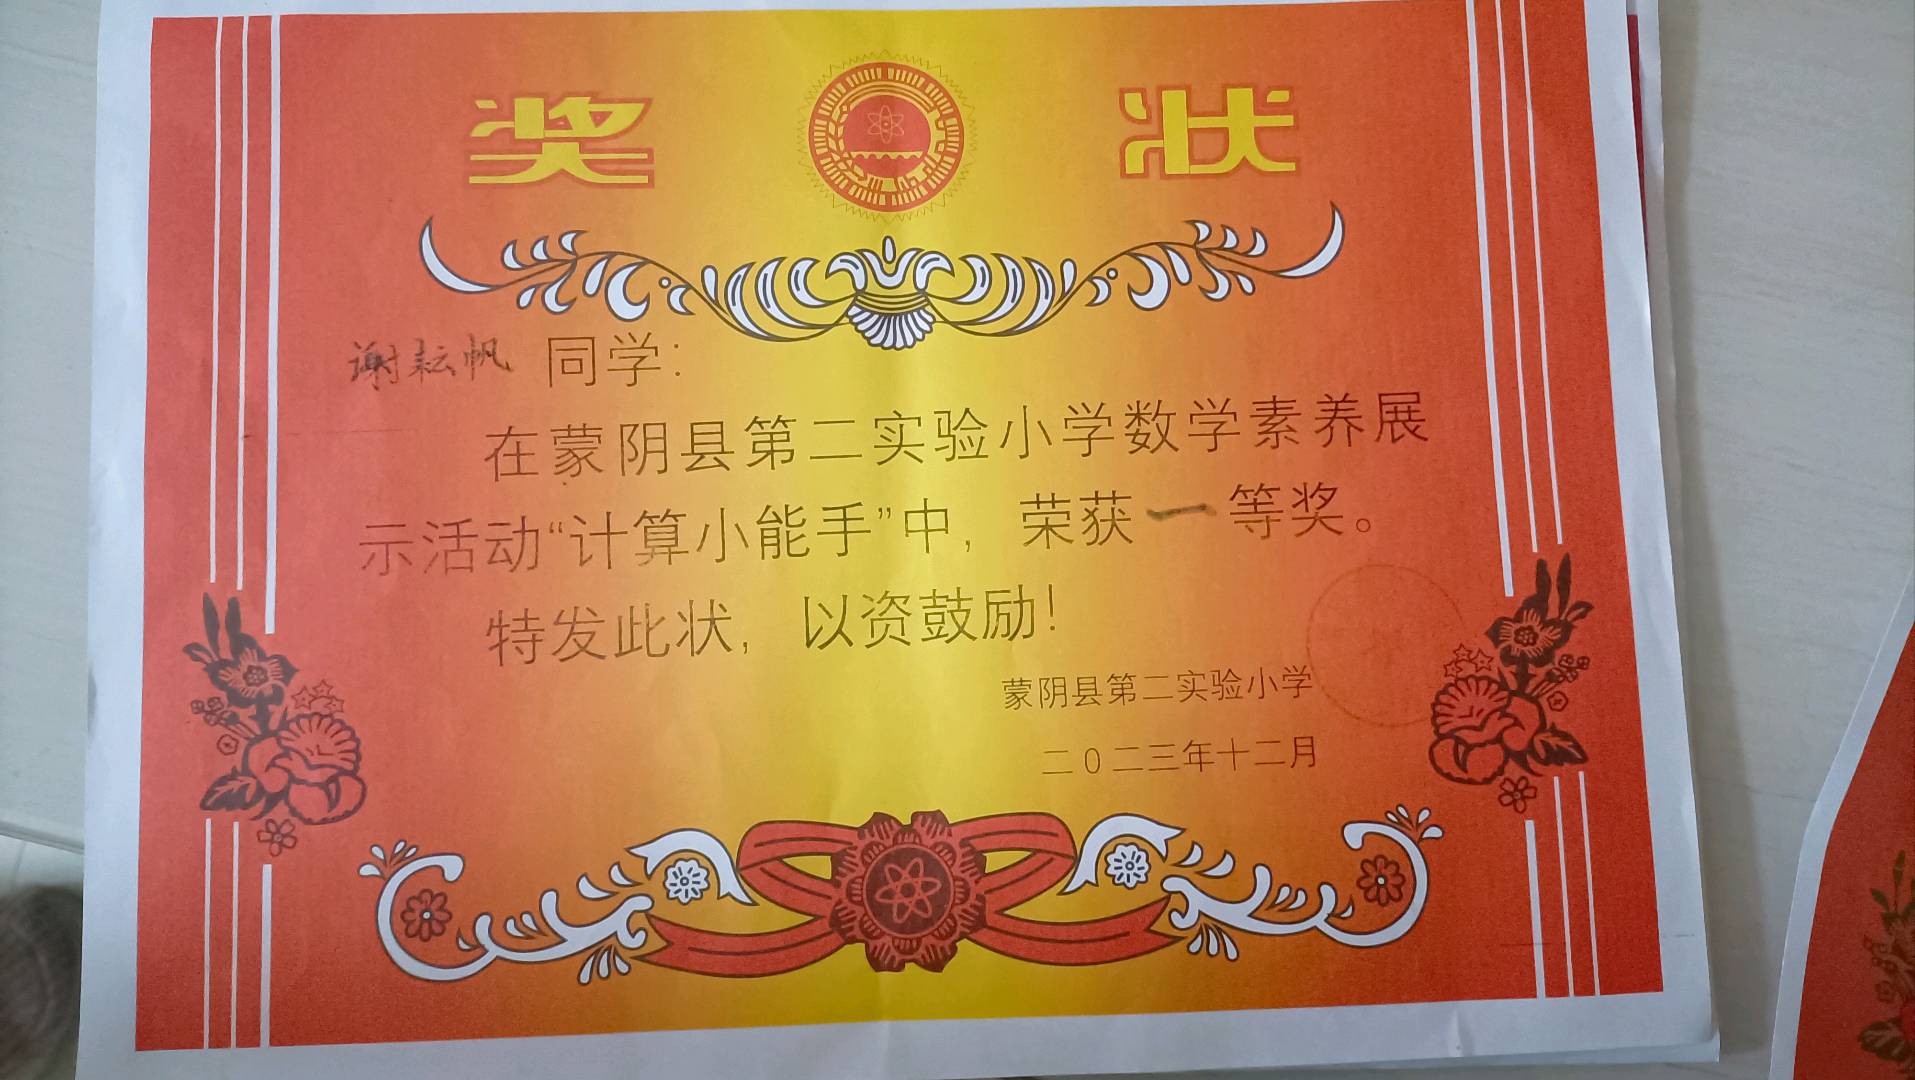 奖 状
谢耘帆 同学：
在蒙阴县第二实验小学数学素养展
示活动“计算小能手”中，荣获一等奖。
特发此状，以资鼓励！
蒙阴县第二实验小学
二0二三年十二月